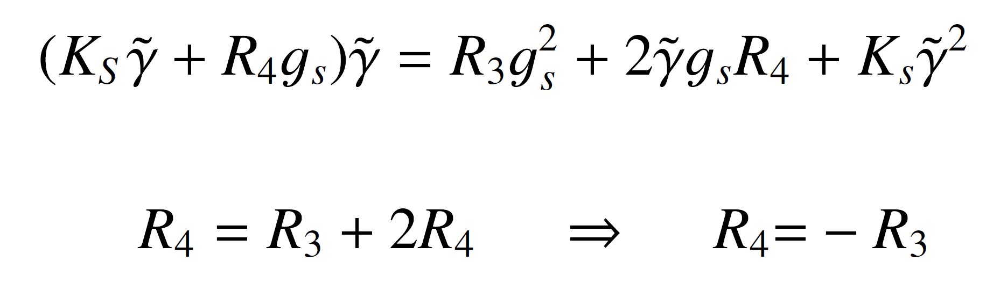 (K_S γ̃ + R_4 g_s)γ̃ = R_3 g_s^2 + 2γ̃ g_s R_4 + K_s γ̃^2
R_4 = R_3 + 2R_4 ⇒ R_4 = − R_3